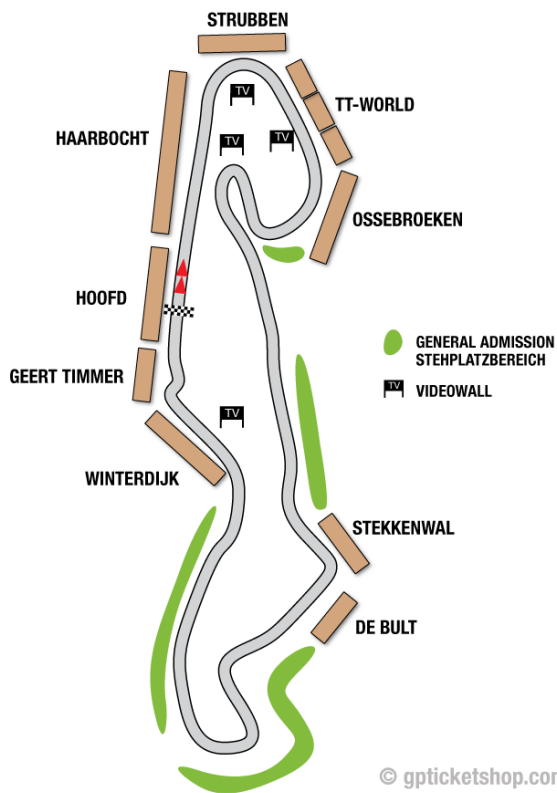 STRUBBEN
TV
TT-WORLD
HAARBOCHT
TV
TV
OSSEBROEKEN
HOOFD
GENERAL ADMISSION
STEHPLATZBEREICH
GEERT TIMMER
TV
VIDEOWALL
TV
WINTERDIJK
STEKKENWAL
DE BULT
© gpticketshop.com